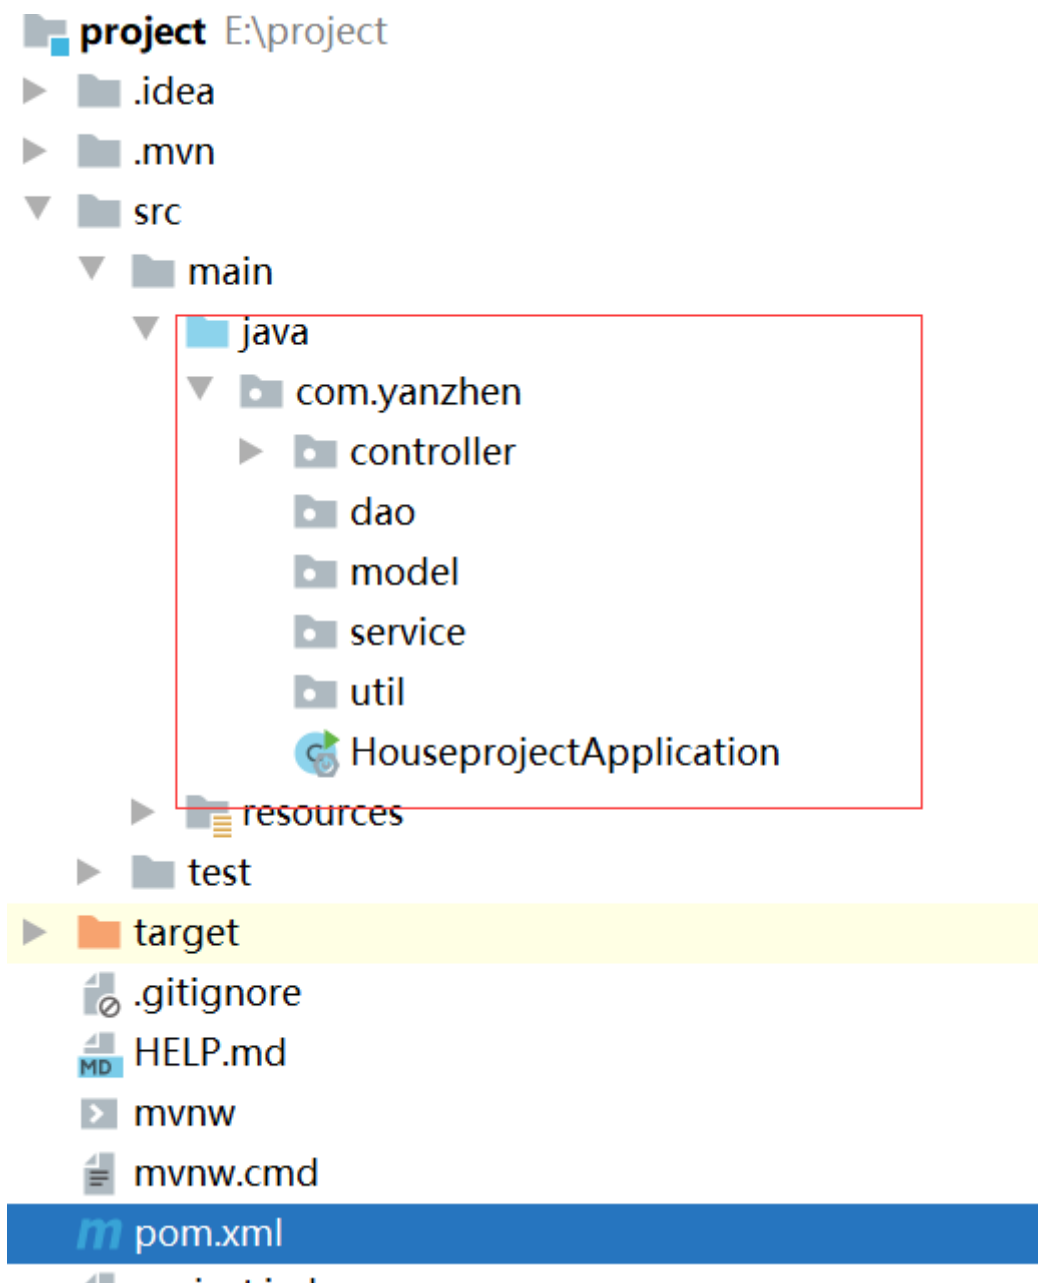 project E:\project
.idea
.mvn
src
main
java
com.yanzhen
controller
dao
model
service
util
HouseprojectApplication
resources
test
target
.gitignore
MD HELP.md
mvnw
mvnw.cmd
m pom.xml